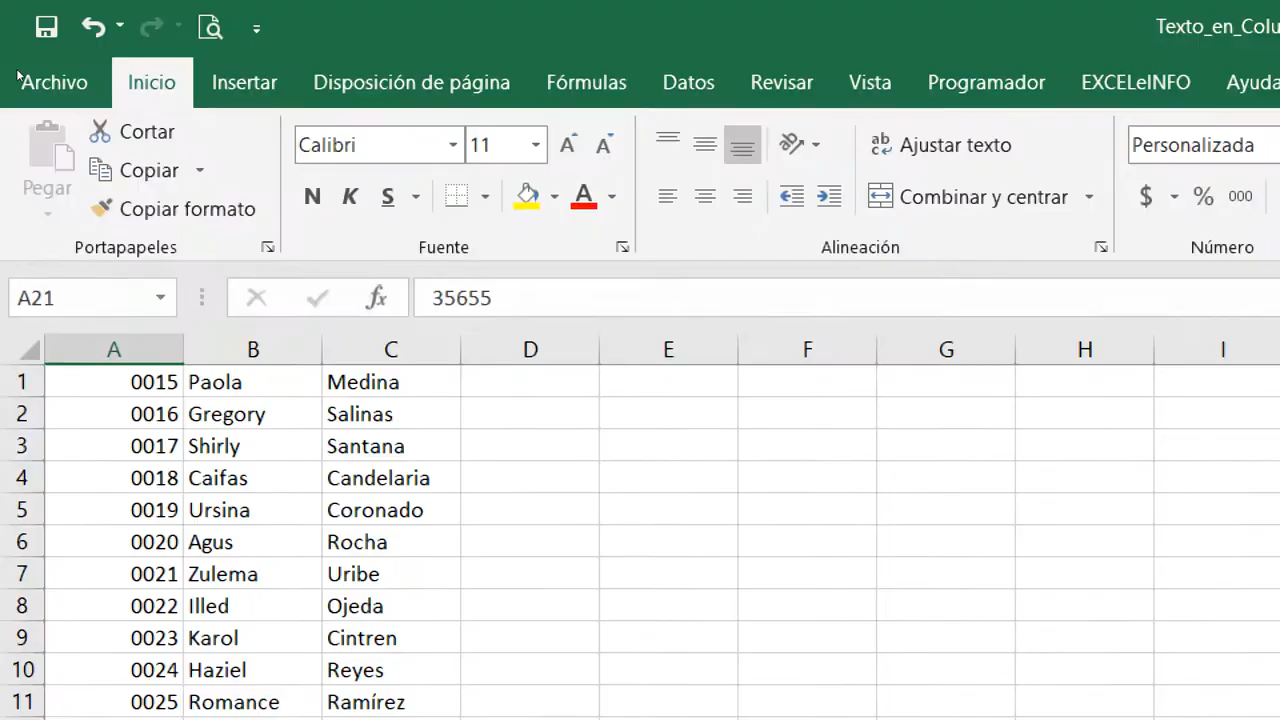 Texto_en_Colu
Archivo Inicio Insertar Disposición de página Fórmulas Datos Revisar Vista Programador EXCELeINFO Ayuda
Pegar Cortar
Copiar
Copiar formato
Portapapeles
Calibri 11
N K S A
Fuente
ab Ajustar texto
Combinar y centrar
Alineación
Personalizada
$ % 000
Número
A21 fx 35655
A B C D E F G H I
1 0015 Paola Medina
2 0016 Gregory Salinas
3 0017 Shirly Santana
4 0018 Caifas Candelaria
5 0019 Ursina Coronado
6 0020 Agus Rocha
7 0021 Zulema Uribe
8 0022 Illed Ojeda
9 0023 Karol Cintren
10 0024 Haziel Reyes
11 0025 Romance Ramírez